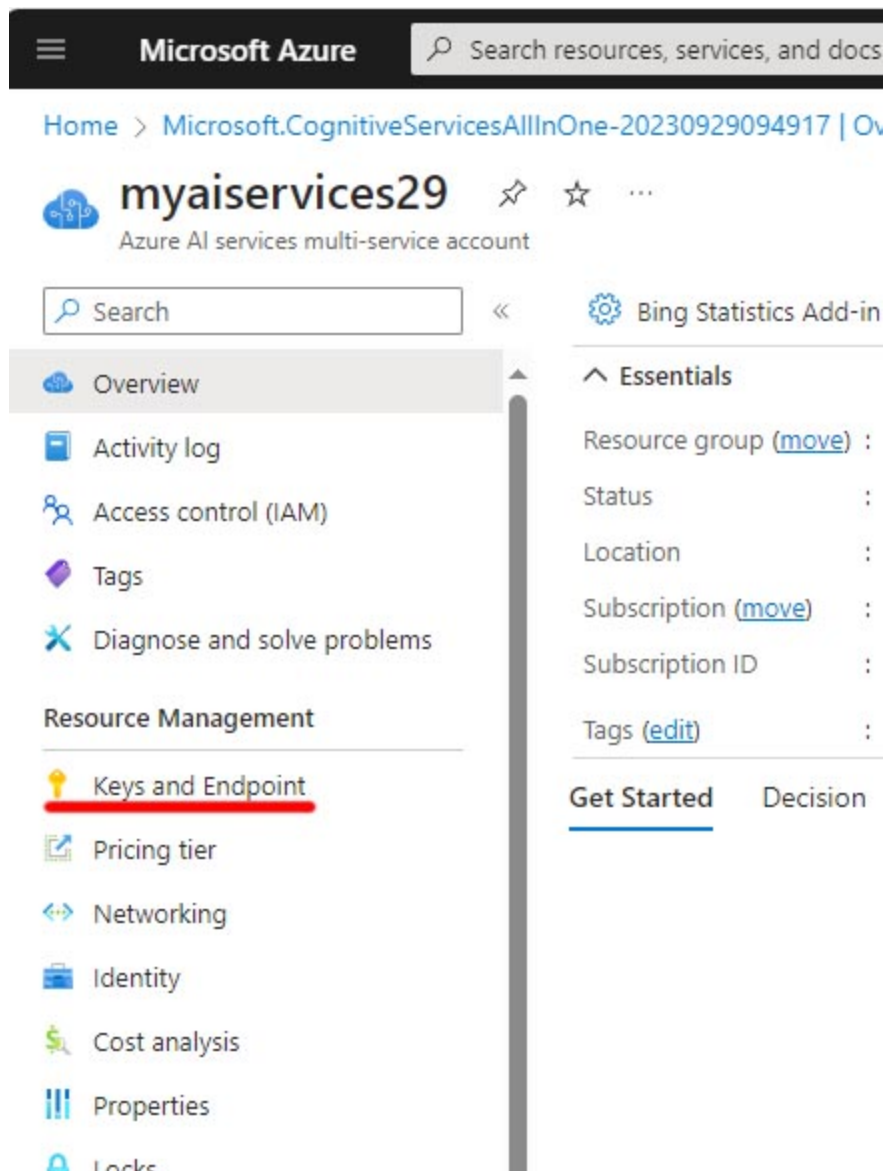 Microsoft Azure
Search resources, services, and docs
Home > Microsoft.CognitiveServicesAllInOne-20230929094917 |
myaiservices29
Azure AI services multi-service account
Search
«
Bing Statistics Add-in
Overview
Activity log
Access control (IAM)
Tags
Diagnose and solve problems
Resource Management
Keys and Endpoint
Pricing tier
Networking
Identity
Cost analysis
Properties
Locks
Essentials
Resource group (move) :
Status :
Location :
Subscription (move) :
Subscription ID :
Tags (edit) :
Get Started Decision